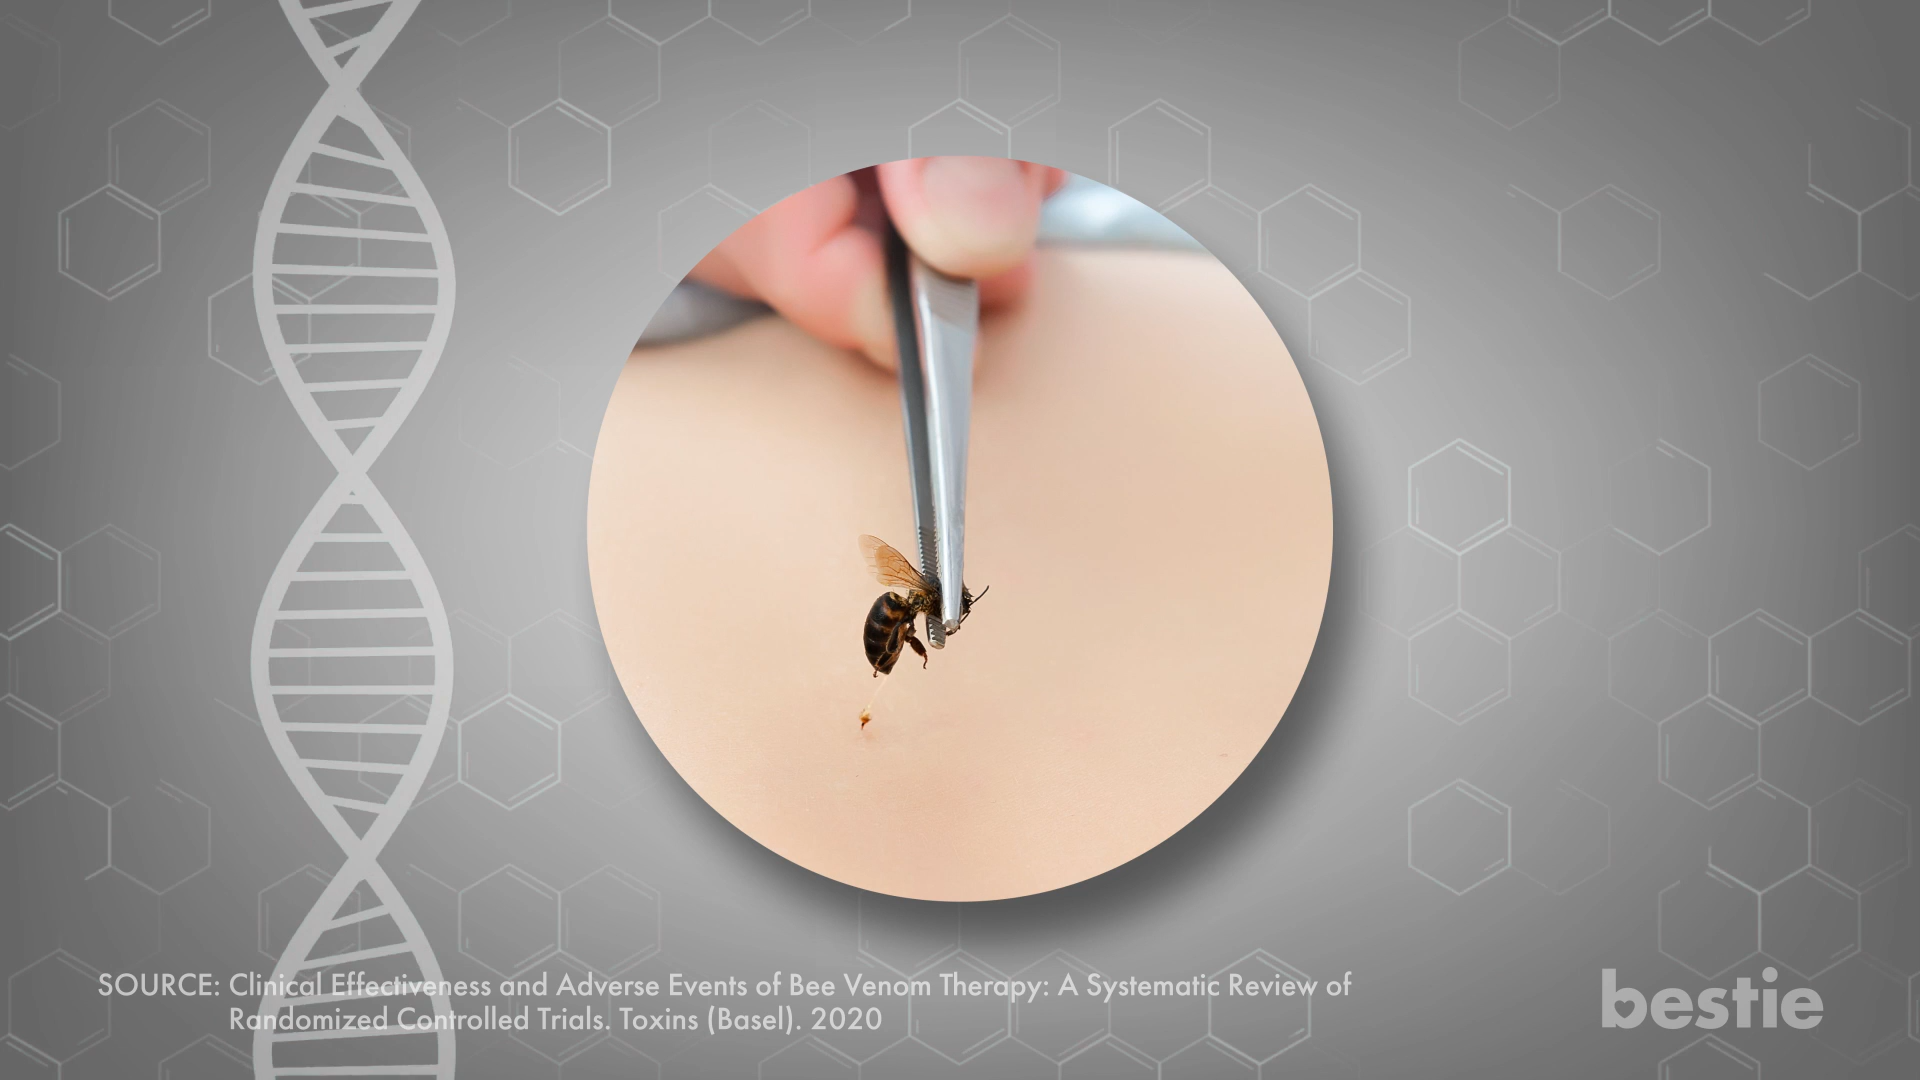 SOURCE: Clinical Effectiveness and Adverse Events of Bee Venom Therapy: A Systematic Review of
Randomized Controlled Trials. Toxins (Basel). 2020
bestie